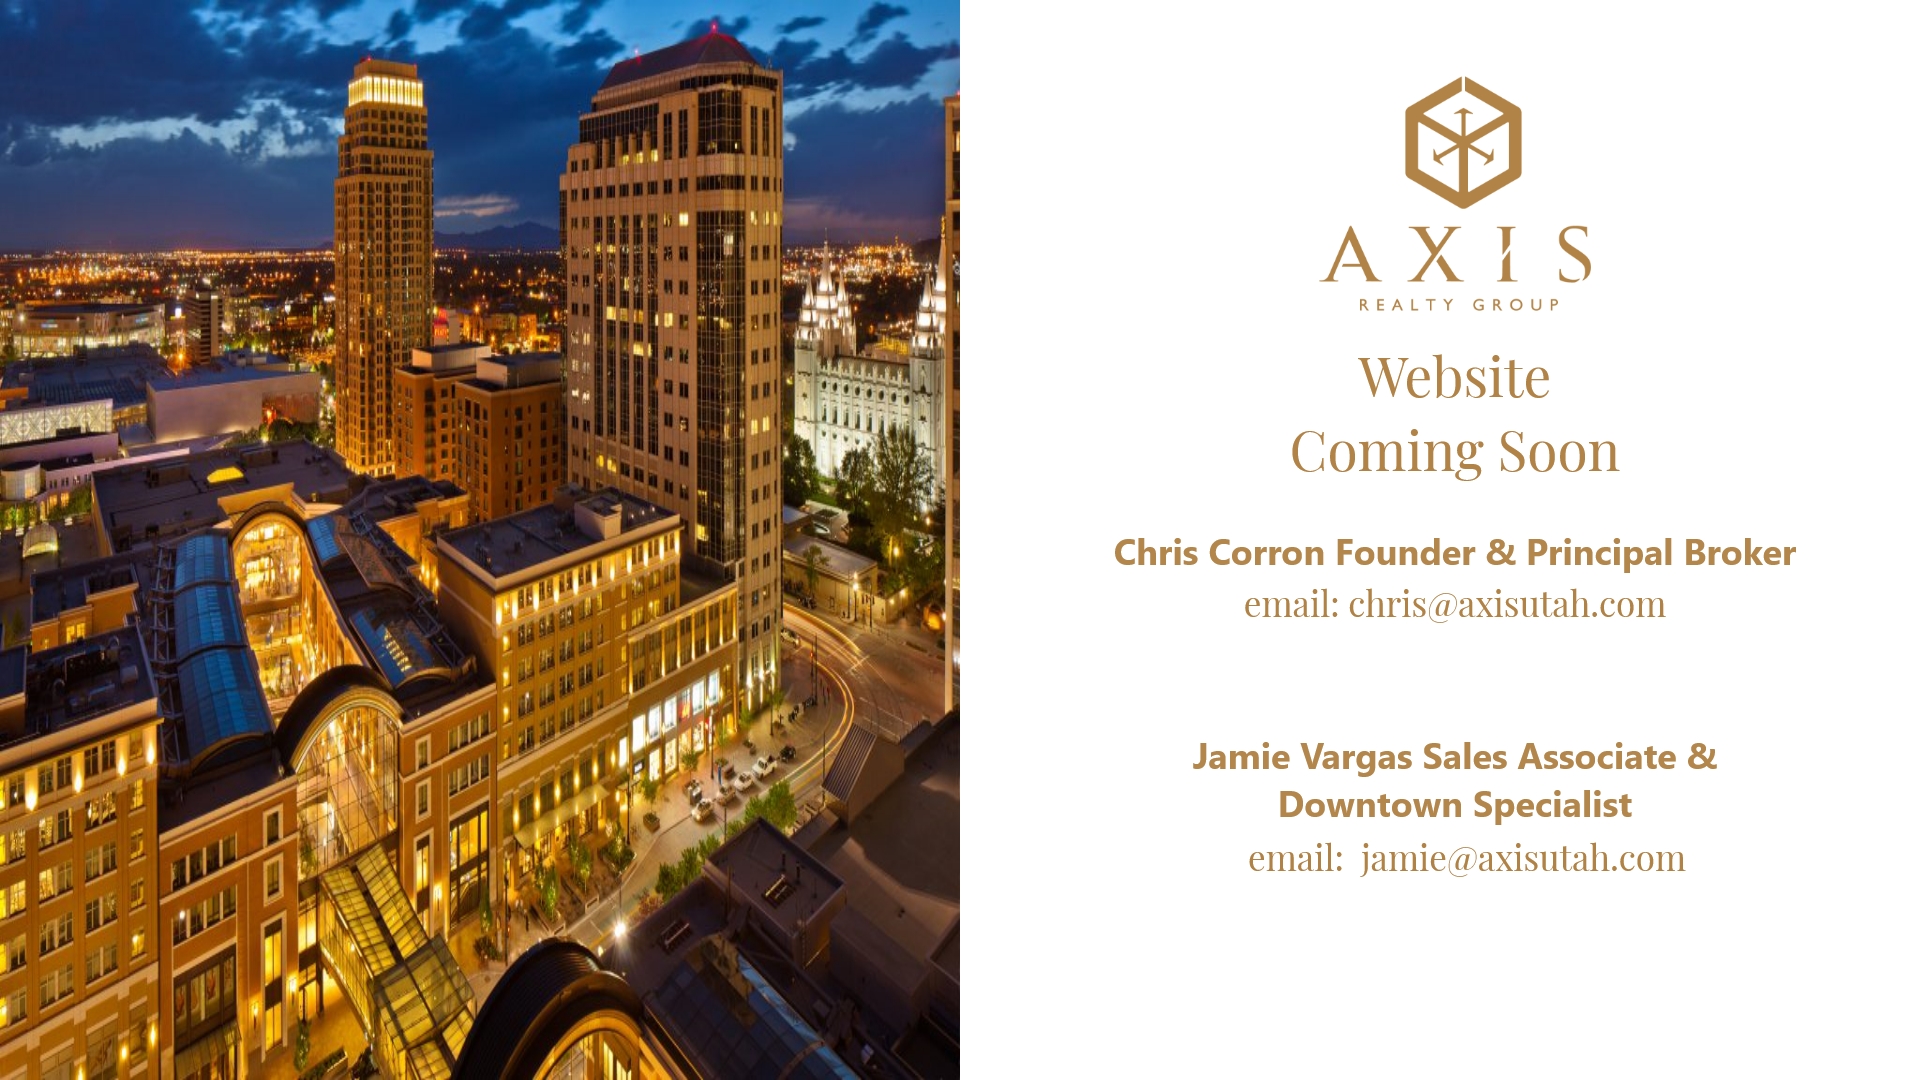 AXIS
REALTY GROUP
Website
Coming Soon
Chris Corron Founder & Principal Broker
email: chris@axisutah.com
Jamie Vargas Sales Associate &
Downtown Specialist
email:  jamie@axisutah.com